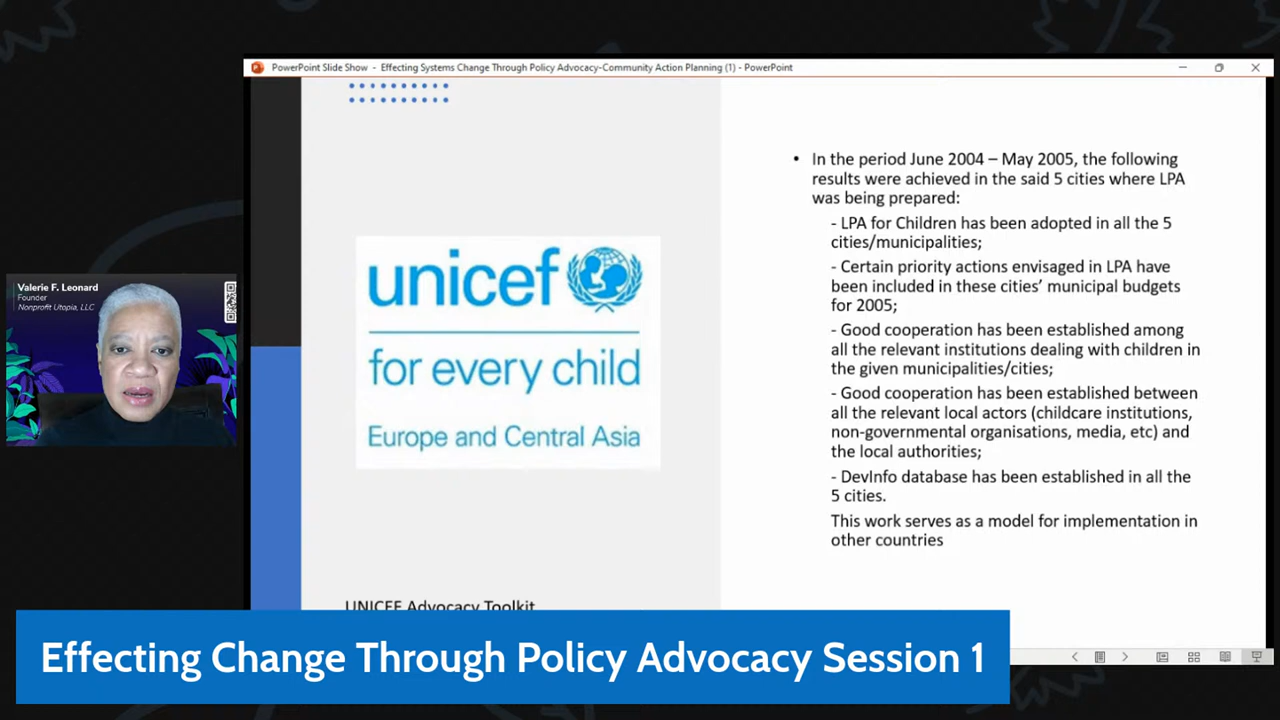 PowerPoint Slide Show - Effecting Systems Change Through Policy Advocacy-Community Action Planning (1) - PowerPoint
Valerie F. Leonard
Founder
Nonprofit Utopia, LLC
unicef
for every child
Europe and Central Asia
UNICEF Advocacy Toolkit
• In the period June 2004 – May 2005, the following
results were achieved in the said 5 cities where LPA
was being prepared:
- LPA for Children has been adopted in all the 5
cities/municipalities;
- Certain priority actions envisaged in LPA have
been included in these cities’ municipal budgets
for 2005;
- Good cooperation has been established among
all the relevant institutions dealing with children in
the given municipalities/cities;
- Good cooperation has been established between
all the relevant local actors (childcare institutions,
non-governmental organisations, media, etc) and
the local authorities;
- DevInfo database has been established in all the
5 cities.
This work serves as a model for implementation in
other countries
Effecting Change Through Policy Advocacy Session 1